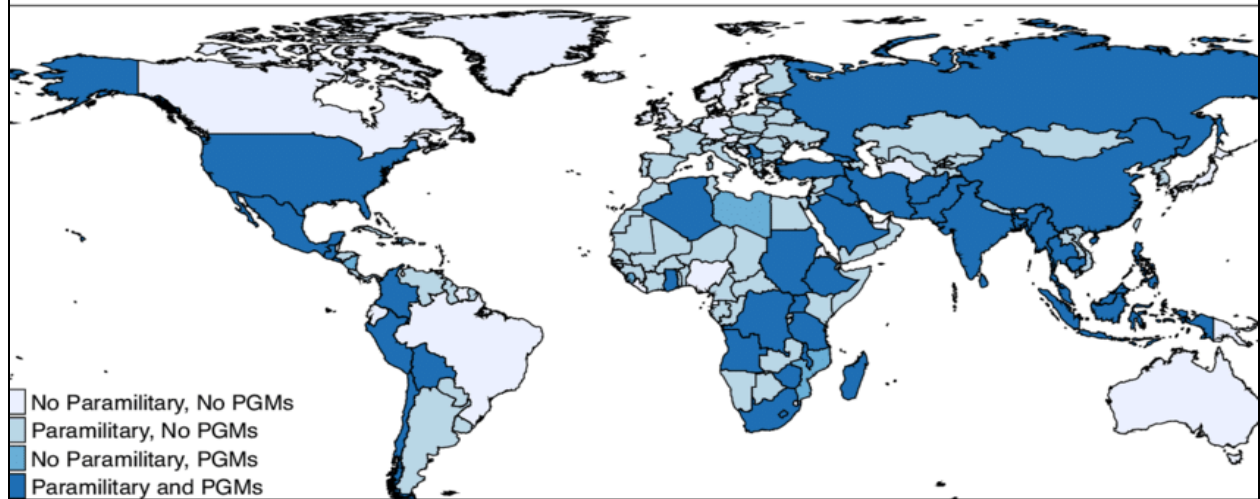 No Paramilitary, No PGMs
Paramilitary, No PGMs
No Paramilitary, PGMs
Paramilitary and PGMs